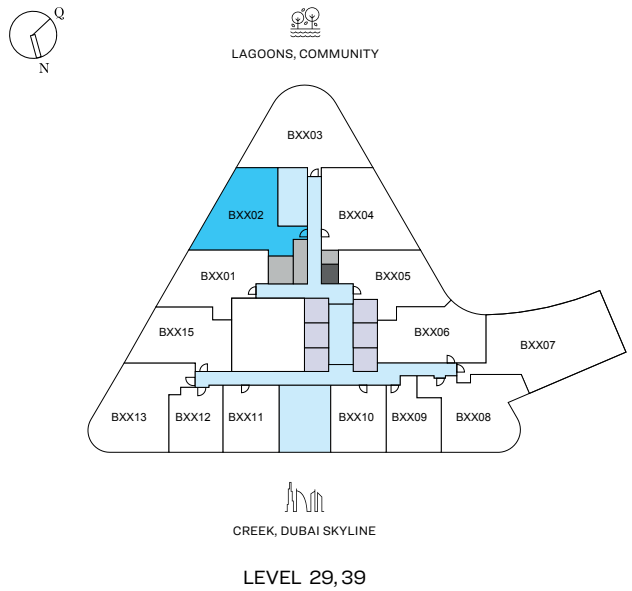 Q
N
LAGOONS, COMMUNITY
BXX03
BXX02
BXX04
BXX01
BXX05
BXX15
BXX06
BXX07
BXX13
BXX12
BXX11
BXX10
BXX09
BXX08
CREEK, DUBAI SKYLINE
LEVEL 29,39